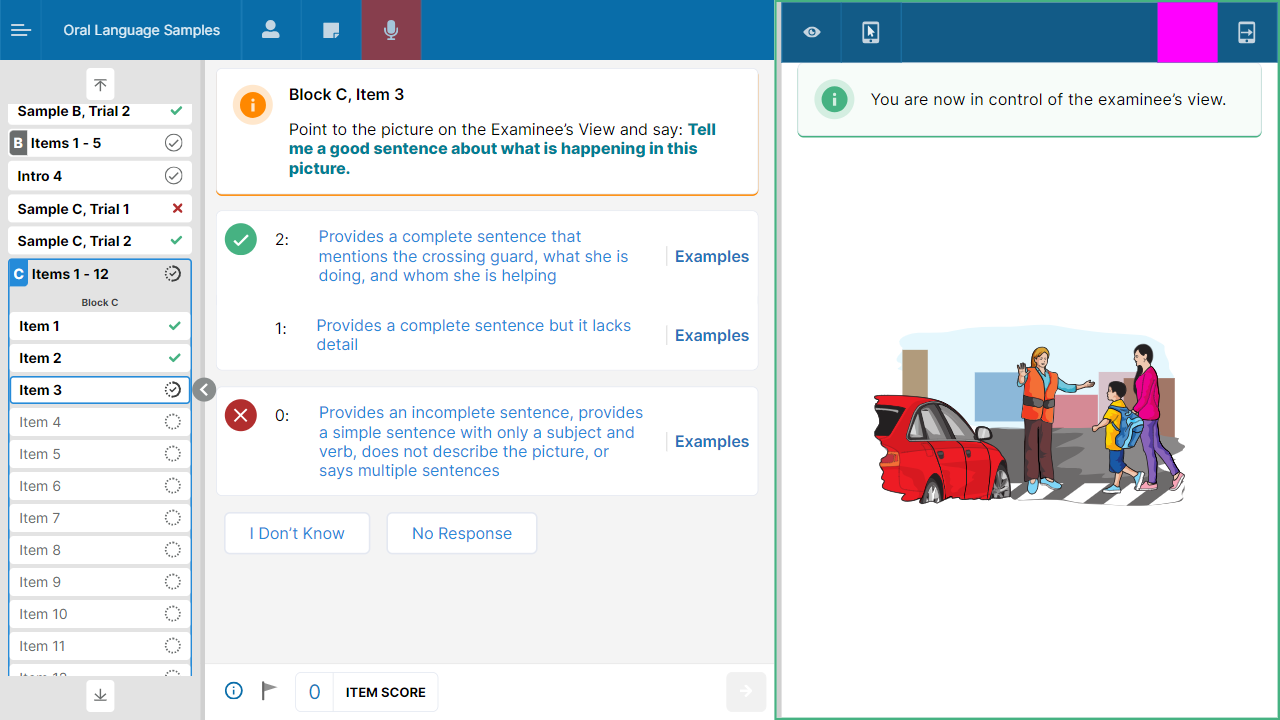 Oral Language Samples
Sample B, Trial 2
B Items 1 - 5
Intro 4
Sample C, Trial 1
Sample C, Trial 2
C Items 1 - 12
Block C
Item 1
Item 2
Item 3
Item 4
Item 5
Item 6
Item 7
Item 8
Item 9
Item 10
Item 11
Block C, Item 3
Point to the picture on the Examinee’s View and say: Tell
me a good sentence about what is happening in this
picture.
2: Provides a complete sentence that
mentions the crossing guard, what she is
doing, and whom she is helping
Examples
1: Provides a complete sentence but it lacks
detail
Examples
0: Provides an incomplete sentence, provides
a simple sentence with only a subject and
verb, does not describe the picture, or
says multiple sentences
Examples
I Don’t Know
No Response
0 ITEM SCORE
You are now in control of the examinee’s view.